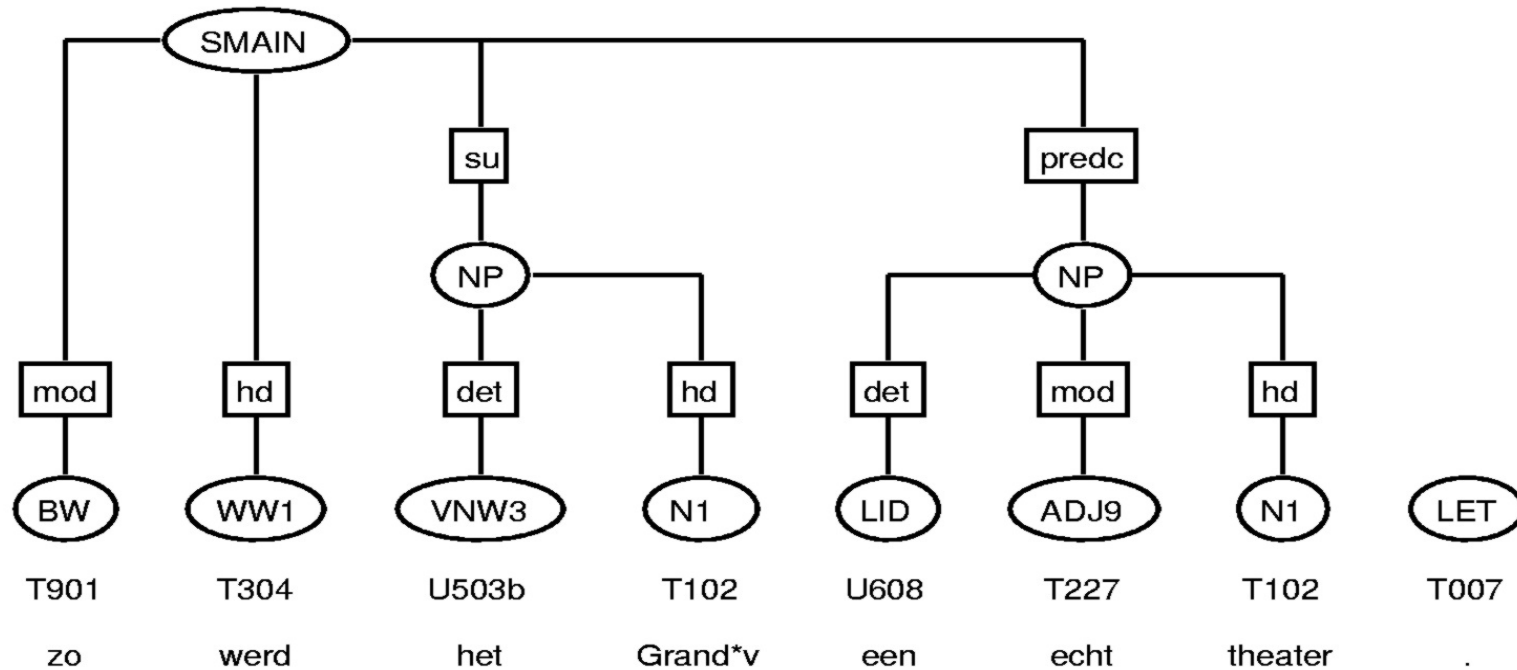 SMAIN
su predc
NP NP
mod hd det hd det mod hd
BW WW1 VNW3 N1 LID ADJ9 N1 LET
T901 T304 U503b T102 U608 T227 T102 T007
zo werd het Grand*v een echt theater .